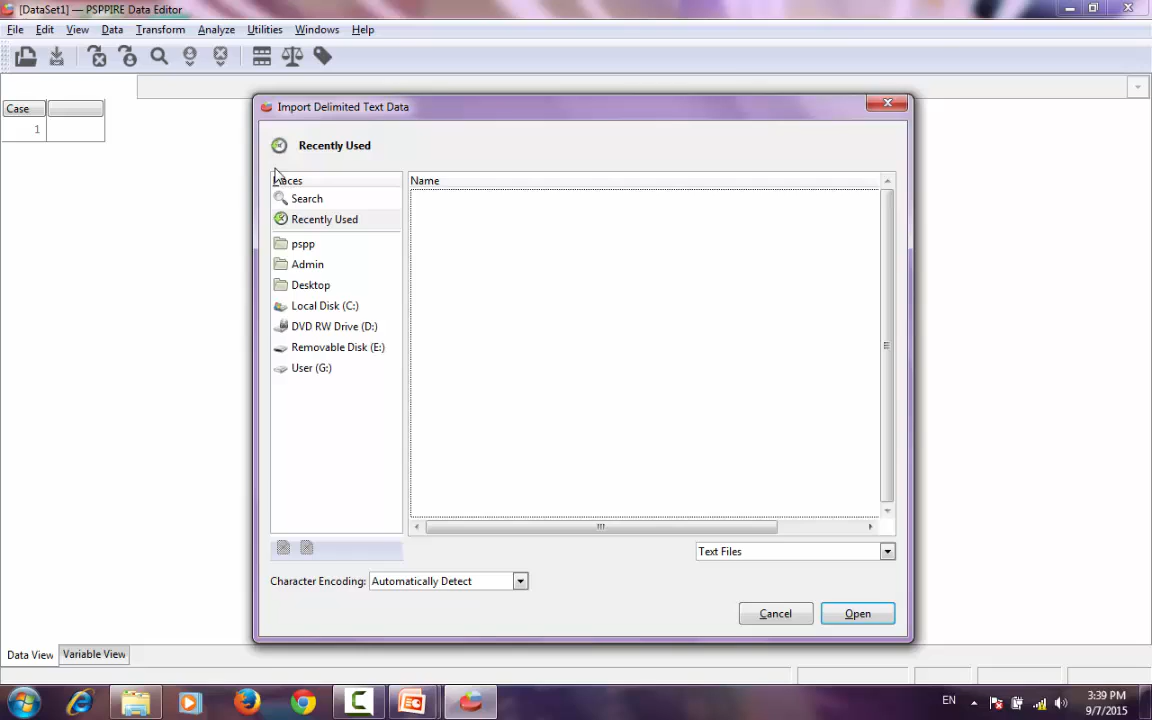 [DataSet1] — PSPPIRE Data Editor
File Edit View Data Transform Analyze Utilities Windows Help
Case
1
Import Delimited Text Data
Recently Used
Places
Name
Search
Recently Used
pspp
Admin
Desktop
Local Disk (C:)
DVD RW Drive (D:)
Removable Disk (E:)
User (G:)
Text Files
Character Encoding: Automatically Detect
Cancel Open
Data View Variable View
EN
3:39 PM
9/7/2015